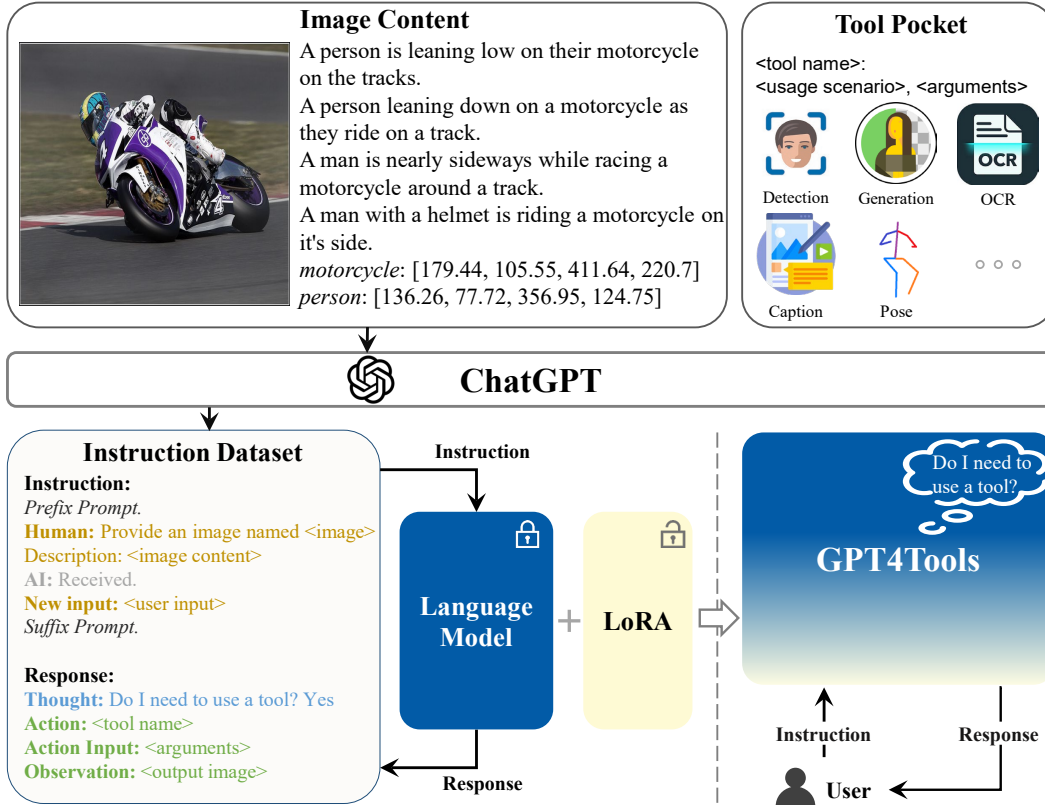 Image Content
A person is leaning low on their motorcycle
on the tracks.
A person leaning down on a motorcycle as
they ride on a track.
A man is nearly sideways while racing a
motorcycle around a track.
A man with a helmet is riding a motorcycle on
it's side.
motorcycle: [179.44, 105.55, 411.64, 220.7]
person: [136.26, 77.72, 356.95, 124.75]
Tool Pocket
<tool name>:
<usage scenario>, <arguments>
OCR
Detection
Generation
OCR
Caption
Pose
ChatGPT
Instruction Dataset
Instruction:
Prefix Prompt.
Human: Provide an image named <image>
Description: <image content>
AI: Received.
New input: <user input>
Suffix Prompt.
Response:
Thought: Do I need to use a tool? Yes
Action: <tool name>
Action Input: <arguments>
Observation: <output image>
Instruction
Language
Model
+
LoRA
Response
Do I need to
use a tool?
GPT4Tools
Instruction
Response
User